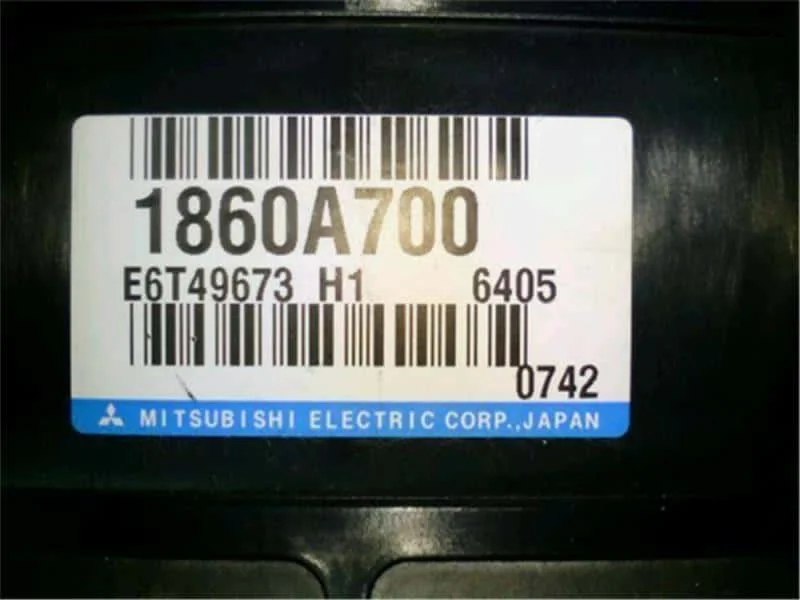 1860A700
E6T49673 H1 6405
0742
MITSUBISHI ELECTRIC CORP.,JAPAN